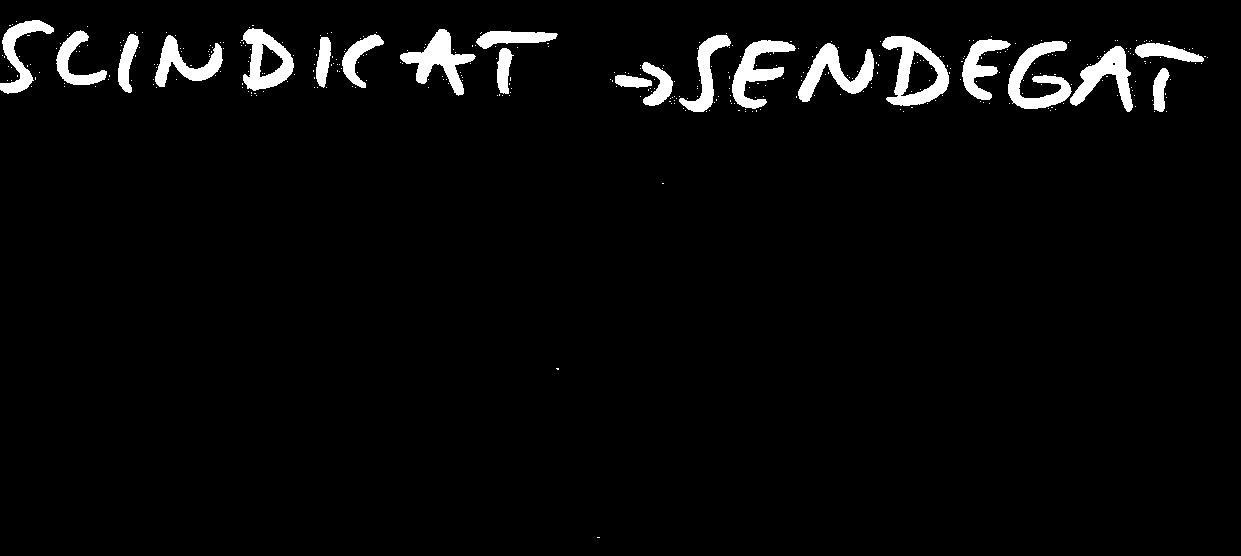 SCINDICAT → SENDEGAT